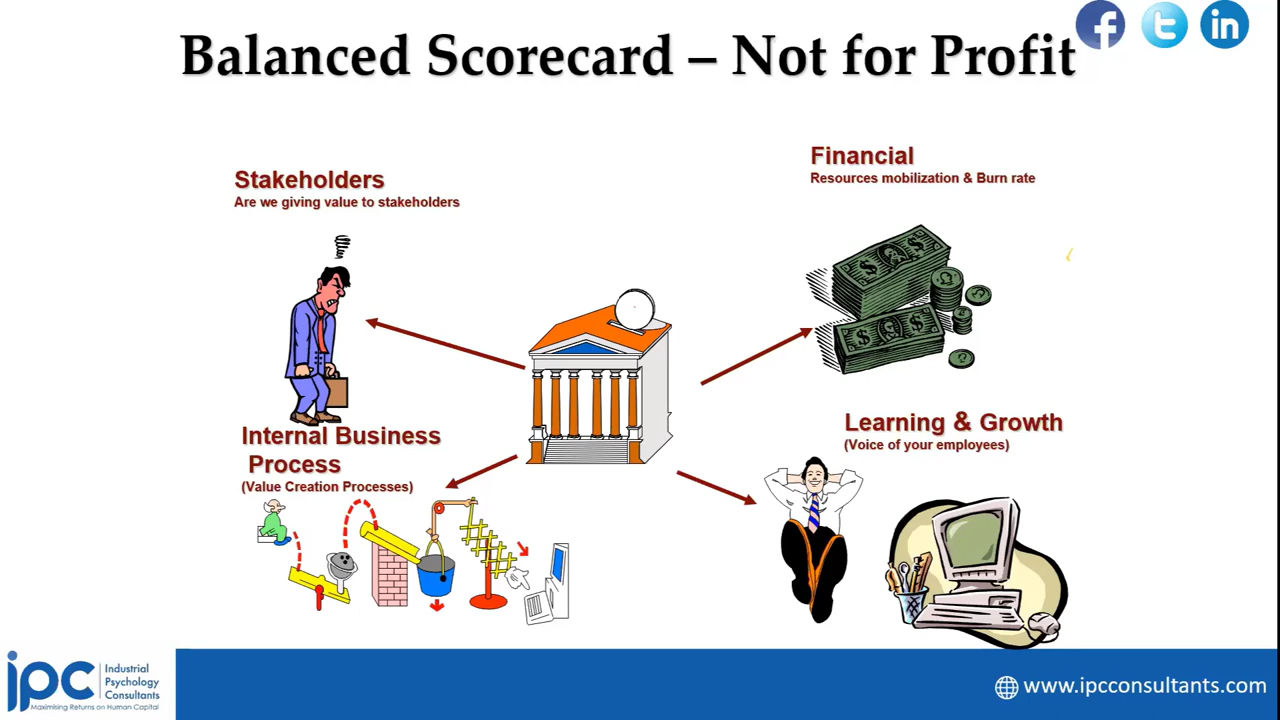 Balanced Scorecard – Not for Profit
Stakeholders
Are we giving value to stakeholders
Financial
Resources mobilization & Burn rate
Internal Business
Process
(Value Creation Processes)
Learning & Growth
(Voice of your employees)
ipc
Industrial
Psychology
Consultants
Maximising Returns on Human Capital
www.ipcconsultants.com